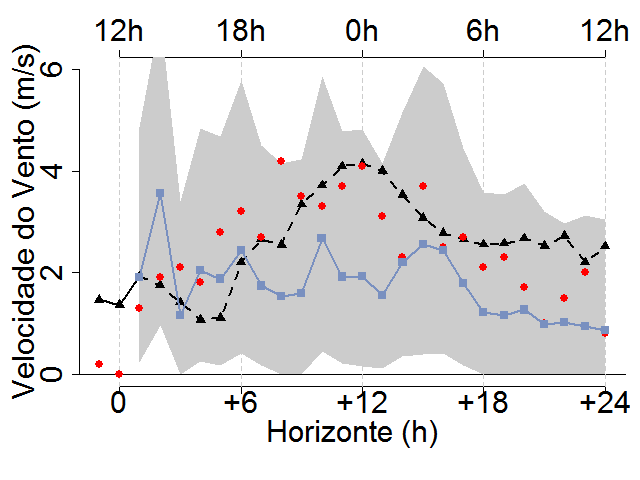 12h 18h 0h 6h 12h
Velocidade do Vento (m/s)
6
4
2
0
0 +6 +12 +18 +24
Horizonte (h)